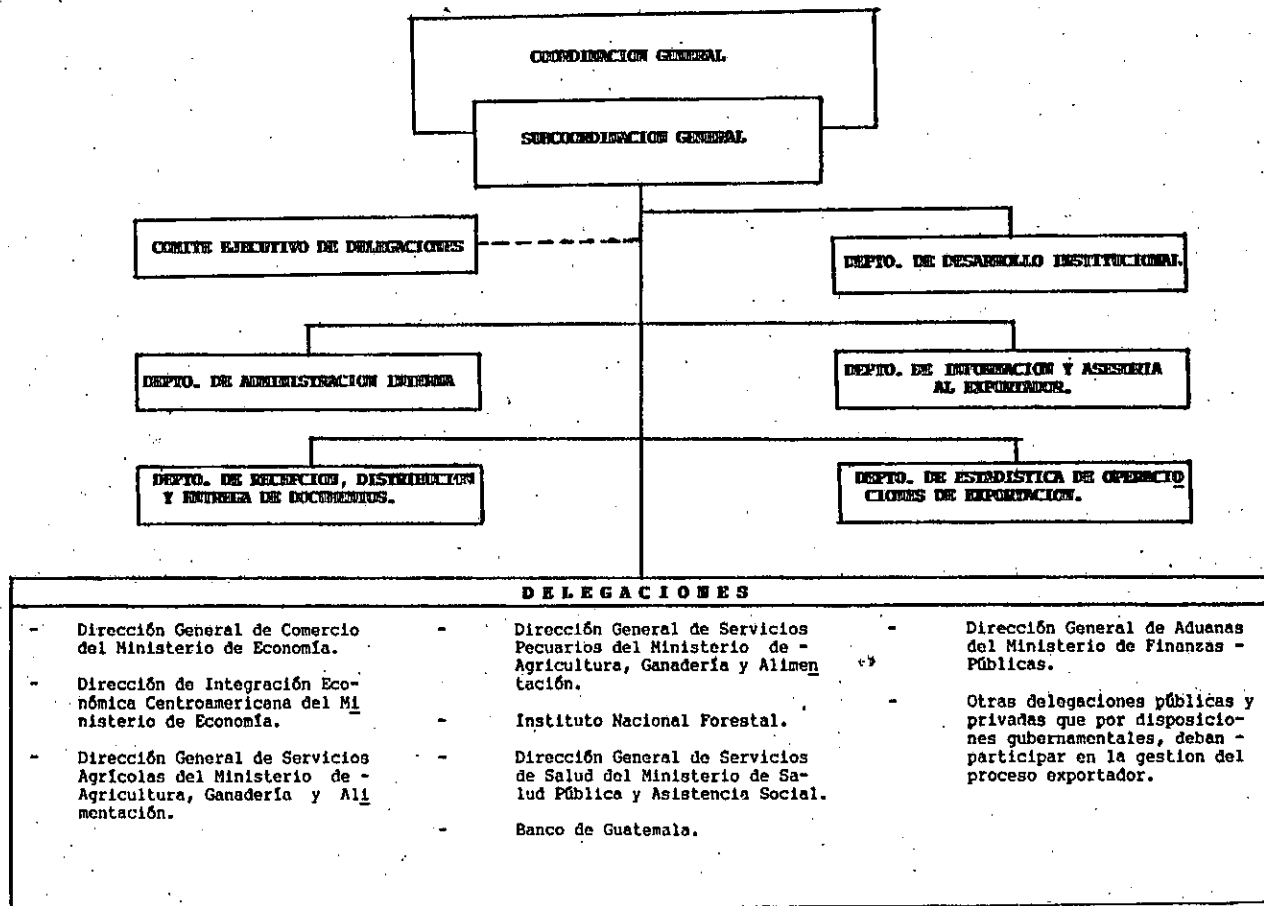 COORDINACION GENERAL
SUBCOORDINACION GENERAL
COMITE EJECUTIVO DE DELEGACIONES
DEPTO. DE DESARROLLO INSTITUCIONAL
DEPTO. DE ADMINISTRACION INTERNA
DEPTO. DE INFORMACION Y ASESORIA
AL EXPORTADOR.
DEPTO. DE RECEPCION, DISTRIBUCION
Y ENTREGA DE DOCUMENTOS.
DEPTO. DE ESTADISTICA DE OPERACIO
CIONES DE EXPORTACION.
DELEGACIONES
- Dirección General de Comercio
del Ministerio de Economía.
- Dirección de Integración Eco-
nómica Centroamericana del Mi
nisterio de Economía.
- Dirección General de Servicios
Agrícolas del Ministerio de -
Agricultura, Ganadería y Ali
mentación.
- Dirección General de Servicios
Pecuarios del Ministerio de -
Agricultura, Ganadería y Alimen
tación.
- Instituto Nacional Forestal.
- Dirección General de Servicios
de Salud del Ministerio de Sa-
lud Pública y Asistencia Social.
- Banco de Guatemala.
- Dirección General de Aduanas
del Ministerio de Finanzas -
Públicas.
- Otras delegaciones públicas y
privadas que por disposicio-
nes gubernamentales, deban -
participar en la gestion del
proceso exportador.